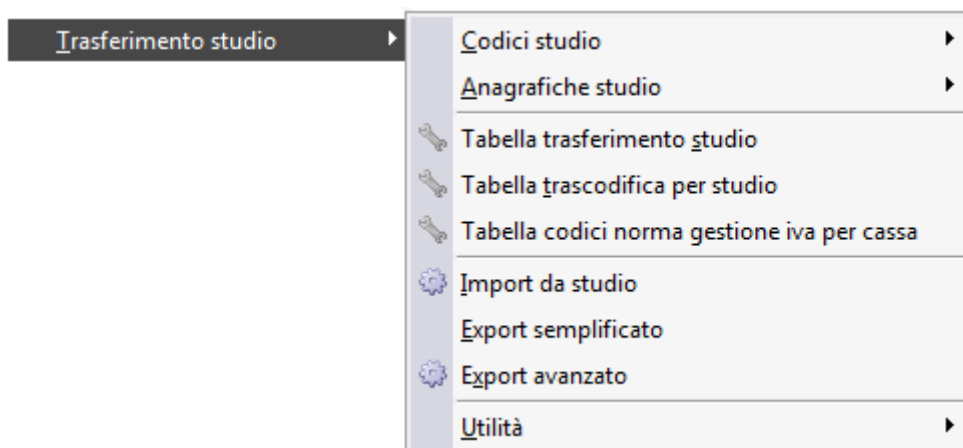 Trasferimento studio
Codici studio
Anagrafiche studio
Tabella trasferimento studio
Tabella trascodifica per studio
Tabella codici norma gestione iva per cassa
Import da studio
Export semplificato
Export avanzato
Utilità